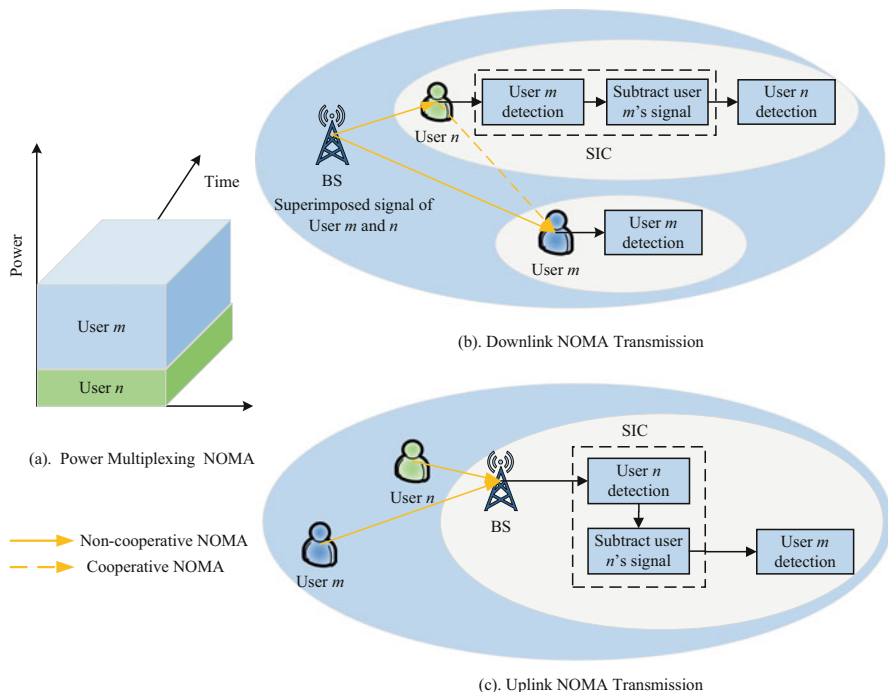 Power
Time
User m
User n
(a). Power Multiplexing NOMA
Non-cooperative NOMA
Cooperative NOMA
BS
Superimposed signal of
User m and n
User n
User m
detection
Subtract user
m's signal
SIC
User n
detection
User m
User m
detection
(b). Downlink NOMA Transmission
User n
User m
BS
SIC
User n
detection
Subtract user
n's signal
User m
detection
(c). Uplink NOMA Transmission